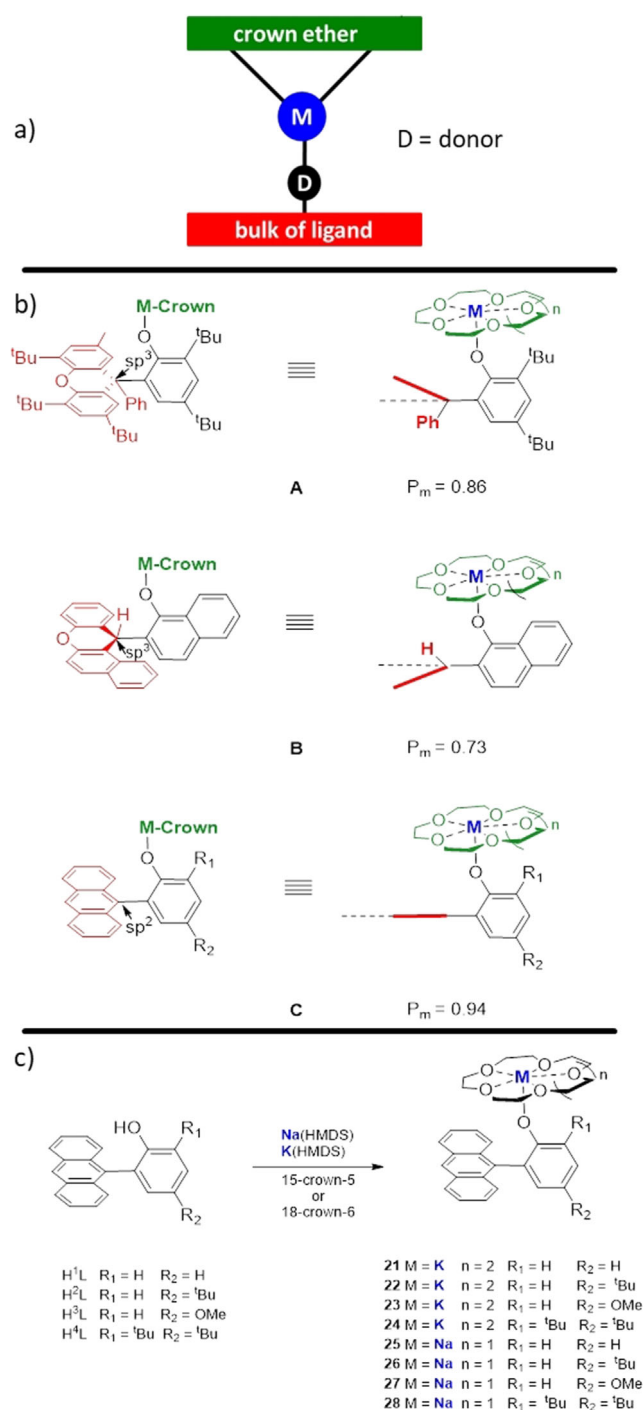 crown ether
M
a)
D = donor
D
bulk of ligand
b)
M-Crown
O
sp³
ᵗBu
ᵗBu
O
Ph
ᵗBu
ᵗBu
ᵗBu
M
O
O
O
O
O
n
O
ᵗBu
Ph
ᵗBu
A
Pₘ = 0.86
M-Crown
O
H
O
sp³
M
O
O
O
O
O
n
O
H
B
Pₘ = 0.73
M-Crown
O
R₁
sp²
R₂
M
O
O
O
O
O
n
O
R₁
R₂
C
Pₘ = 0.94
c)
HO
R₁
R₂
Na(HMDS)
K(HMDS)
15-crown-5
or
18-crown-6
M
O
O
O
O
O
n
O
R₁
R₂
H¹L R₁ = H R₂ = H
H²L R₁ = H R₂ = ᵗBu
H³L R₁ = H R₂ = OMe
H⁴L R₁ = ᵗBu R₂ = ᵗBu
21 M = K n = 2 R₁ = H R₂ = H
22 M = K n = 2 R₁ = H R₂ = ᵗBu
23 M = K n = 2 R₁ = H R₂ = OMe
24 M = K n = 2 R₁ = ᵗBu R₂ = ᵗBu
25 M = Na n = 1 R₁ = H R₂ = H
26 M = Na n = 1 R₁ = H R₂ = ᵗBu
27 M = Na n = 1 R₁ = H R₂ = OMe
28 M = Na n = 1 R₁ = ᵗBu R₂ = ᵗBu